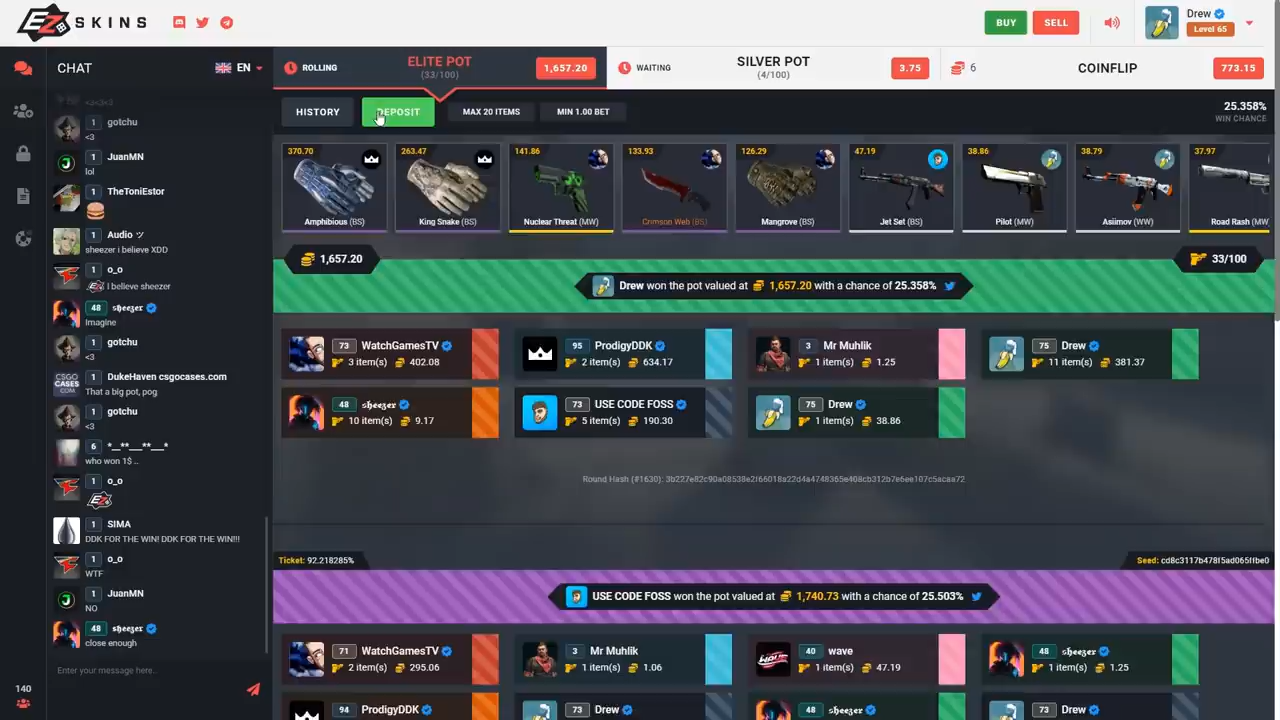 EZ SKINS
BUY
SELL
Drew
Level 65
CHAT
EN
ROLLING
ELITE POT
(33/100)
1,657.20
WAITING
SILVER POT
(4/100)
3.75
6
COINFLIP
773.15
<3<3<3
1 gotchu
<3
1 JuanMN
lol
1 TheToniEstor
1 Audio ツ
sheezer i believe XDD
1 o_o
EZ I believe sheezer
48 𝖘𝖍𝖊𝖊𝖟𝖊𝖗
Imagine
1 gotchu
<3
1 DukeHaven csgocases.com
That a big pot, pog
1 gotchu
<3
6 *__**___**___*
who won 1$ ..
1 o_o
EZ
1 SIMA
DDK FOR THE WIN! DDK FOR THE WIN!!!
1 o_o
WTF
1 JuanMN
NO
48 𝖘𝖍𝖊𝖊𝖟𝖊𝖗
close enough
Enter your message here..
140
HISTORY
DEPOSIT
MAX 20 ITEMS
MIN 1.00 BET
25.358%
WIN CHANCE
370.70
Amphibious (BS)
263.47
King Snake (BS)
141.86
Nuclear Threat (MW)
133.93
Crimson Web (BS)
126.29
Mangrove (BS)
47.19
Jet Set (BS)
38.86
Pilot (MW)
38.79
Asiimov (WW)
37.97
Road Rash (MW)
1,657.20
33/100
Drew won the pot valued at 1,657.20 with a chance of 25.358%
73 WatchGamesTV
3 item(s) 402.08
95 ProdigyDDK
2 item(s) 634.17
3 Mr Muhlik
1 item(s) 1.25
75 Drew
11 item(s) 381.37
48 𝖘𝖍𝖊𝖊𝖟𝖊𝖗
10 item(s) 9.17
73 USE CODE FOSS
5 item(s) 190.30
75 Drew
1 item(s) 38.86
Ticket: 92.218285%
USE CODE FOSS won the pot valued at 1,740.73 with a chance of 25.503%
71 WatchGamesTV
2 item(s) 295.06
3 Mr Muhlik
1 item(s) 1.06
40 wave
1 item(s) 47.19
48 𝖘𝖍𝖊𝖊𝖟𝖊𝖗
1 item(s) 1.25
94 ProdigyDDK
73 Drew
48 𝖘𝖍𝖊𝖊𝖟𝖊𝖗
73 Drew